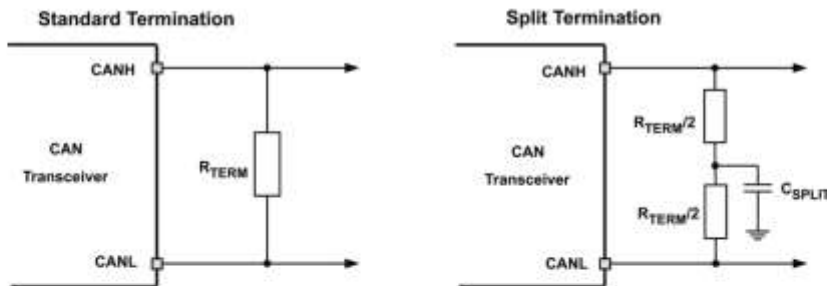 Standard Termination
CANH
CAN
Transceiver
RTERM
CANL
Split Termination
CANH
RTERM/2
CAN
Transceiver
CSPLIT
RTERM/2
CANL